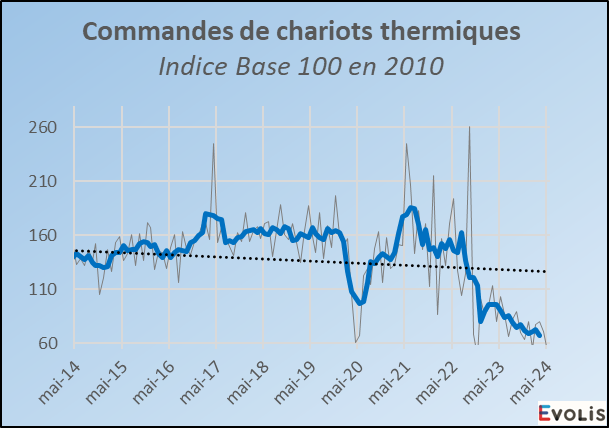 Commandes de chariots thermiques
Indice Base 100 en 2010
260
210
160
110
60
mai-14
mai-15
mai-16
mai-17
mai-18
mai-19
mai-20
mai-21
mai-22
mai-23
mai-24
EVOLIS